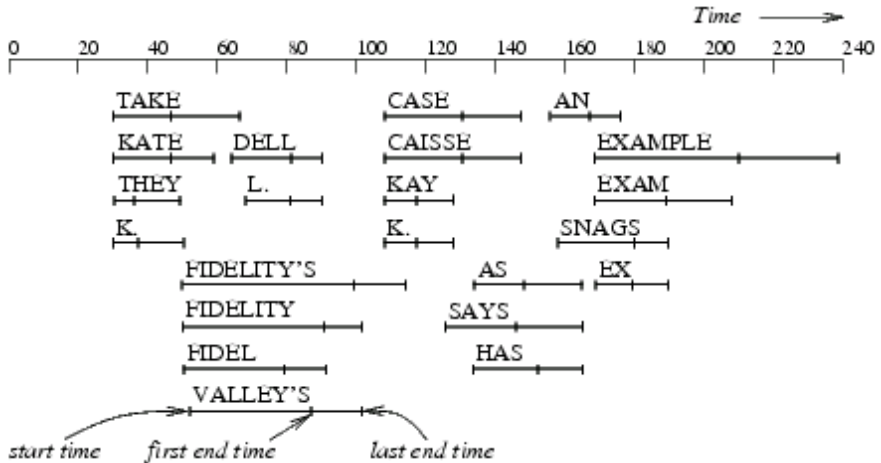 Time
0 20 40 60 80 100 120 140 160 180 200 220 240
TAKE CASE AN
KATE DELL CAISSE EXAMPLE
THEY L. KAY EXAM
K. K. SNAGS
FIDELITY'S AS EX
FIDELITY SAYS
FIDEL HAS
VALLEY'S
start time first end time last end time